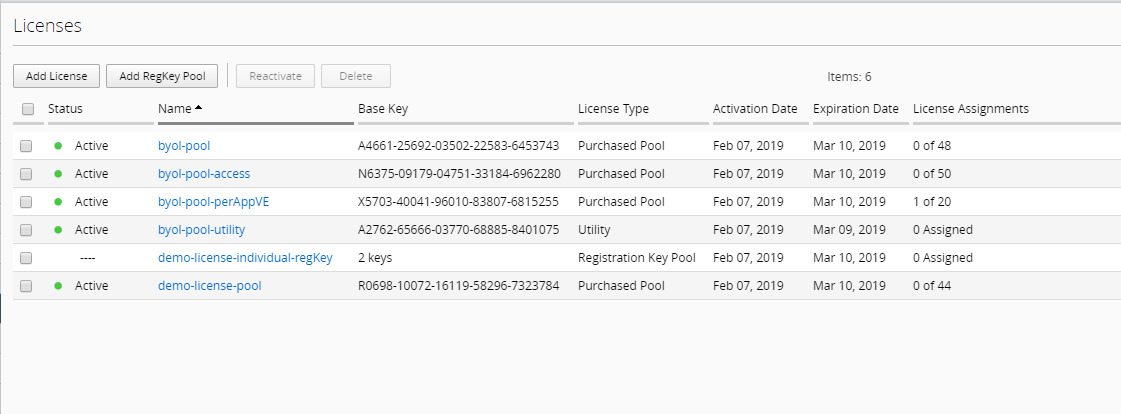 Licenses
Add License Add RegKey Pool Reactivate Delete Items: 6
Status Name Base Key License Type Activation Date Expiration Date License Assignments
Active byol-pool A4661-25692-03502-22583-6453743 Purchased Pool Feb 07, 2019 Mar 10, 2019 0 of 48
Active byol-pool-access N6375-09179-04751-33184-6962280 Purchased Pool Feb 07, 2019 Mar 10, 2019 0 of 50
Active byol-pool-perAppVE X5703-40041-96010-83807-6815255 Purchased Pool Feb 07, 2019 Mar 10, 2019 1 of 20
Active byol-pool-utility A2762-65666-03770-68885-8401075 Utility Feb 07, 2019 Mar 09, 2019 0 Assigned
---- demo-license-individual-regKey 2 keys Registration Key Pool Feb 07, 2019 Mar 10, 2019 0 Assigned
Active demo-license-pool R0698-10072-16119-58296-7323784 Purchased Pool Feb 07, 2019 Mar 10, 2019 0 of 44